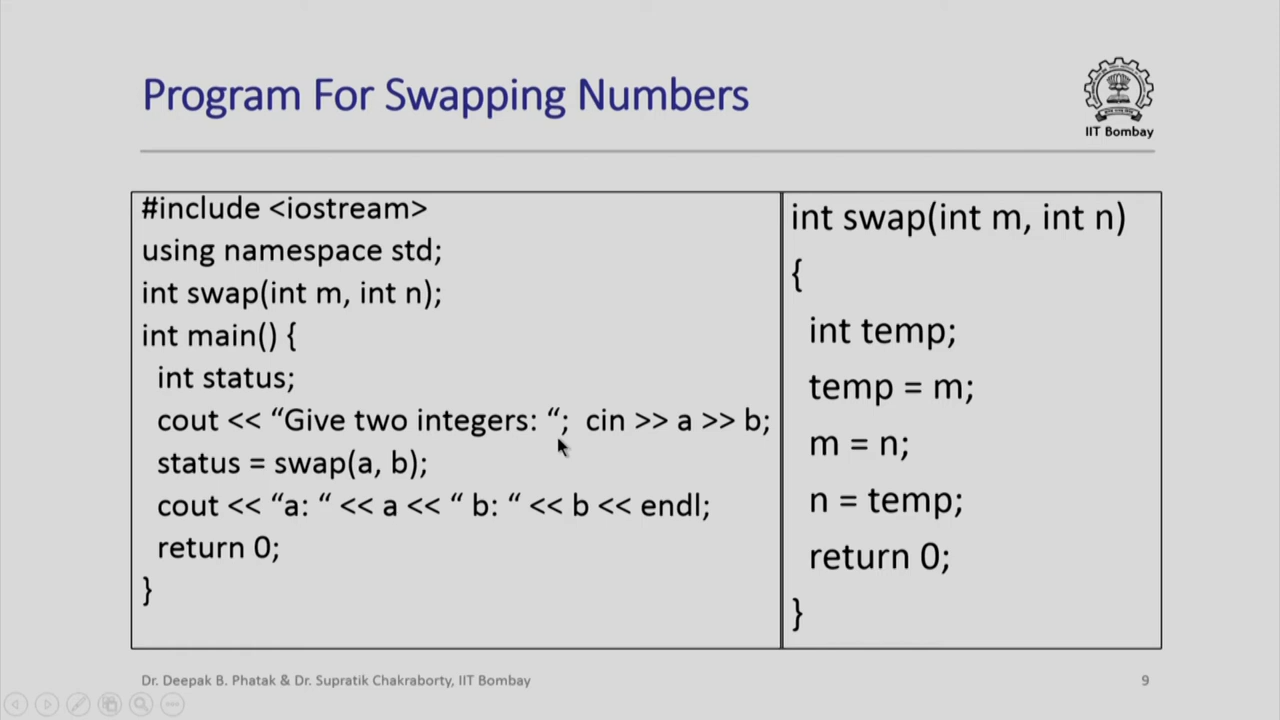 Program For Swapping Numbers
IIT Bombay
#include <iostream>
using namespace std;
int swap(int m, int n);
int main() {
int status;
cout << “Give two integers: “;  cin >> a >> b;
status = swap(a, b);
cout << “a: “ << a << “ b: “ << b << endl;
return 0;
}
int swap(int m, int n)
{
int temp;
temp = m;
m = n;
n = temp;
return 0;
}
Dr. Deepak B. Phatak & Dr. Supratik Chakraborty, IIT Bombay
9